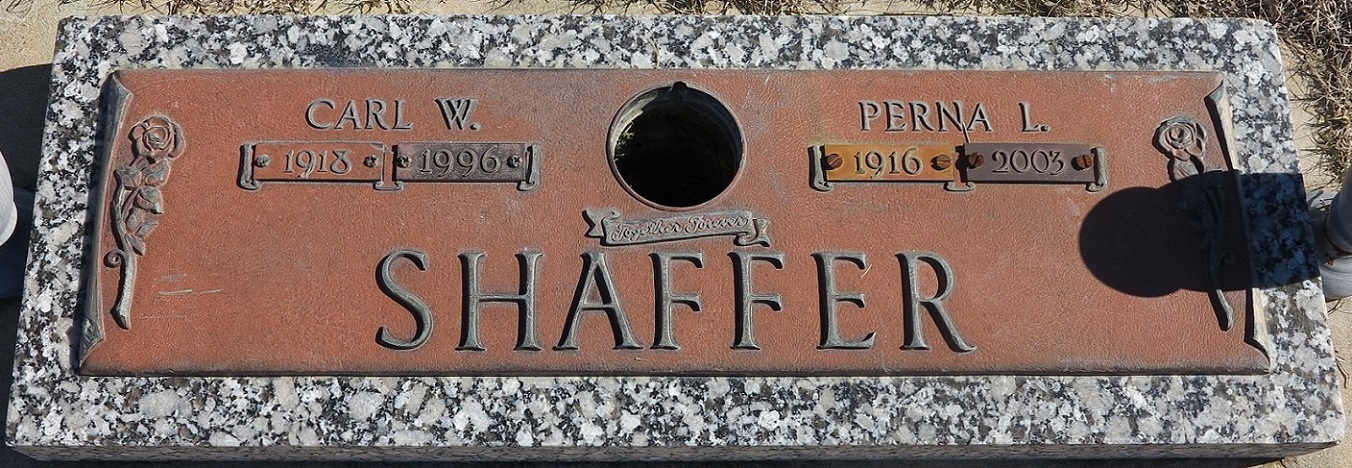 CARL W.
1918 1996
PERNA L.
1916 2003
Together Forever
SHAFFER